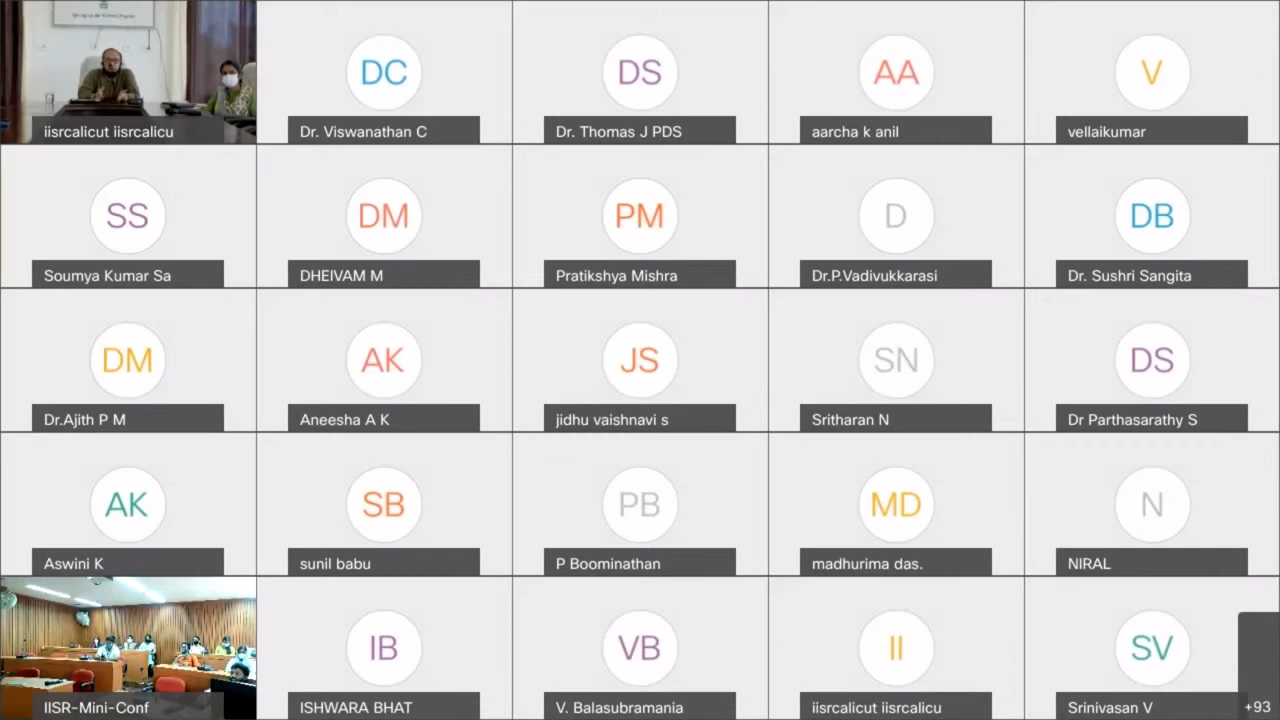 iisrcalicut iisrcalicu
DC
Dr. Viswanathan C
DS
Dr. Thomas J PDS
AA
aarcha k anil
V
vellaikumar
SS
Soumya Kumar Sa
DM
DHEIVAM M
PM
Pratikshya Mishra
D
Dr.P.Vadivukkarasi
DB
Dr. Sushri Sangita
DM
Dr.Ajith P M
AK
Aneesha A K
JS
jidhu vaishnavi s
SN
Sritharan N
DS
Dr Parthasarathy S
AK
Aswini K
SB
sunil babu
PB
P Boominathan
MD
madhurima das.
N
NIRAL
IISR-Mini-Conf
IB
ISHWARA BHAT
VB
V. Balasubramania
II
iisrcalicut iisrcalicu
SV
Srinivasan V
+93